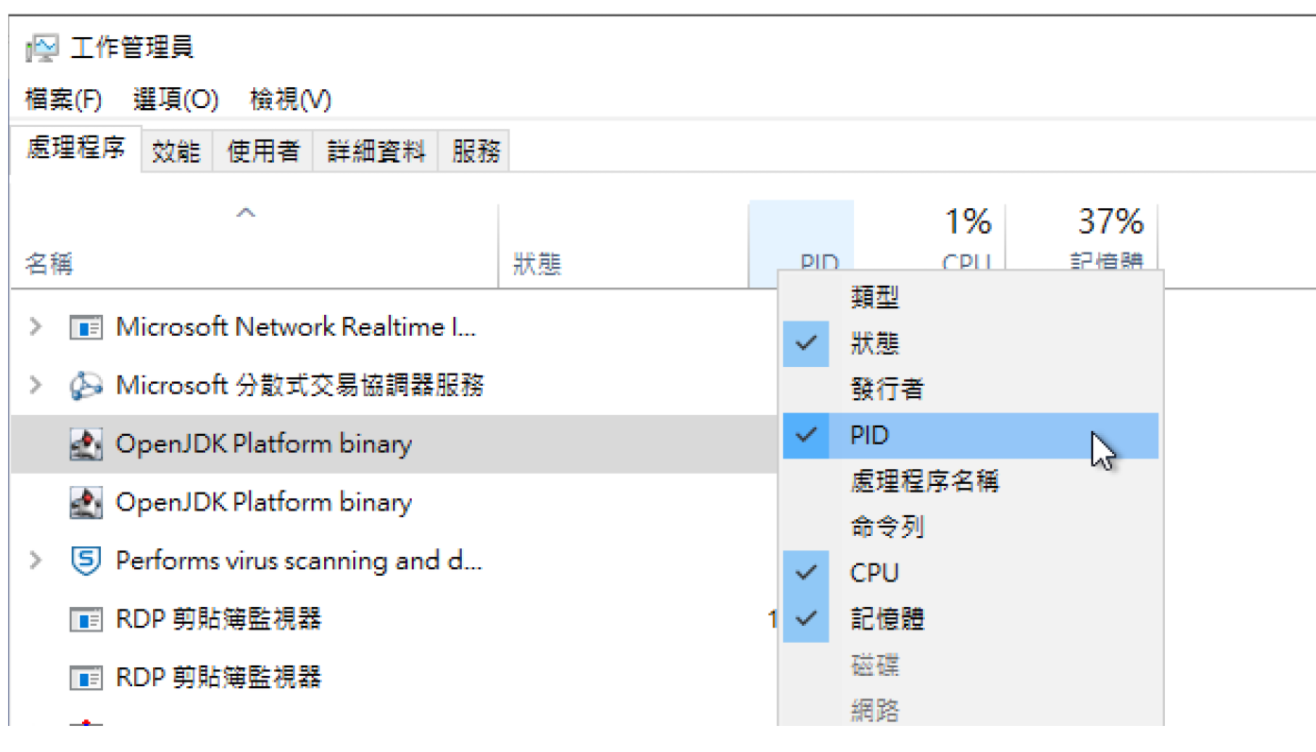 工作管理員
檔案(F) 選項(O) 檢視(V)
處理程序 效能 使用者 詳細資料 服務
1% 37%
名稱 狀態 PID CPU 記憶體
類型
Microsoft Network Realtime I...
狀態
Microsoft 分散式交易協調器服務
發行者
OpenJDK Platform binary
PID
處理程序名稱
OpenJDK Platform binary
命令列
Performs virus scanning and d...
CPU
RDP 剪貼簿監視器 1
記憶體
磁碟
RDP 剪貼簿監視器
網路